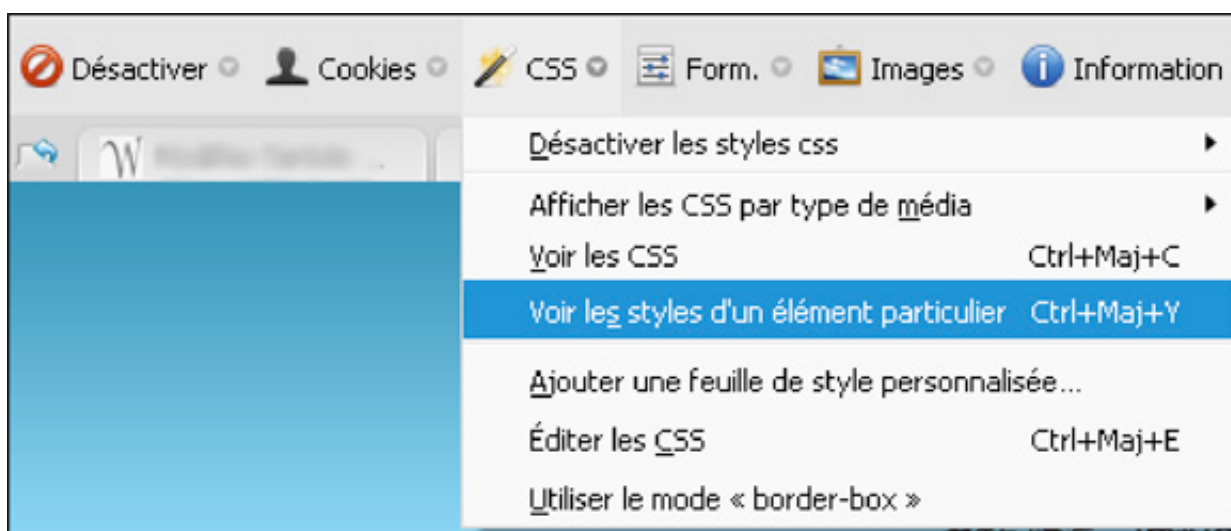 Désactiver Cookies CSS Form. Images Information
W
Désactiver les styles css
Afficher les CSS par type de média
Voir les CSS Ctrl+Maj+C
Voir les styles d'un élément particulier Ctrl+Maj+Y
Ajouter une feuille de style personnalisée...
Éditer les CSS Ctrl+Maj+E
Utiliser le mode « border-box »